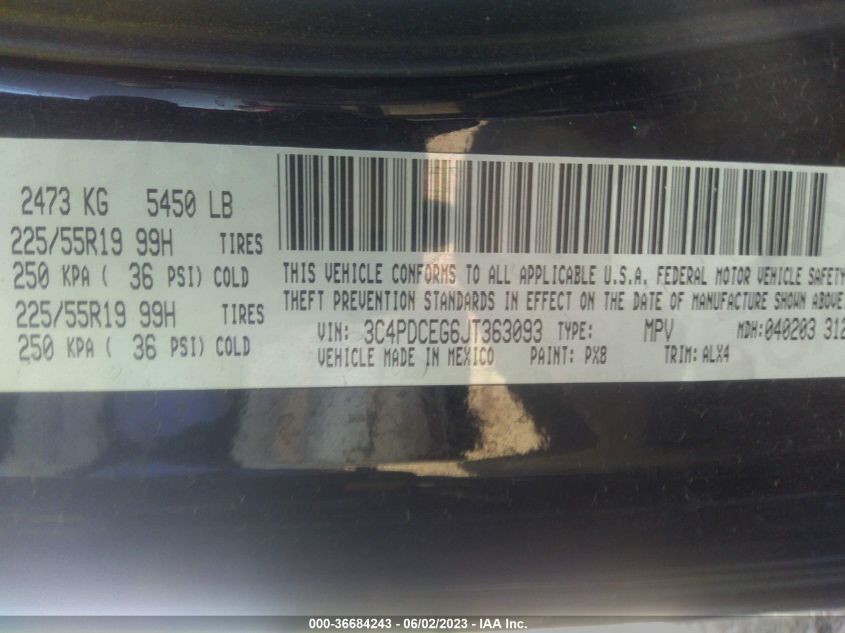 2473 KG 5450 LB
225/55R19 99H TIRES
250 KPA ( 36 PSI) COLD
225/55R19 99H TIRES
250 KPA ( 36 PSI) COLD
THIS VEHICLE CONFORMS TO ALL APPLICABLE U.S.A. FEDERAL MOTOR VEHICLE SAFETY
THEFT PREVENTION STANDARDS IN EFFECT ON THE DATE OF MANUFACTURE SHOWN ABOVE.
VIN: 3C4PDCEG6JT363093 TYPE: MPV MDH: 040203 312
VEHICLE MADE IN MEXICO PAINT: PX8 TRIM: ALX4
000-36684243 - 06/02/2023 - IAA Inc.